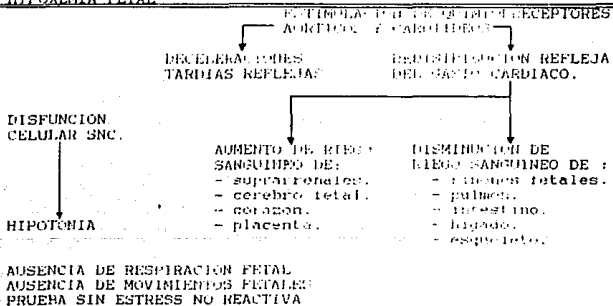 HIPOXEMIA FETAL
ESTIMULACION DE QUIMIORECEPTORES
AORTICOS Y CAROTIDEOS
DECELERACIONES
TARDIAS REFLEJAS
REDISTRIBUCION REFLEJA
DEL GASTO CARDIACO.
DISFUNCION
CELULAR SNC.
AUMENTO DE RIEGO
SANGUINEO DE:
- suprarrenales.
- cerebro fetal.
- corazon.
- placenta.
DISMINUCION DE
RIEGO SANGUINEO DE :
- rinones fetales.
- pulmon.
- intestino.
- higado.
- esqueleto.
HIPOTONIA
AUSENCIA DE RESPIRACION FETAL
AUSENCIA DE MOVIMIENTOS FETALES
PRUEBA SIN ESTRESS NO REACTIVA